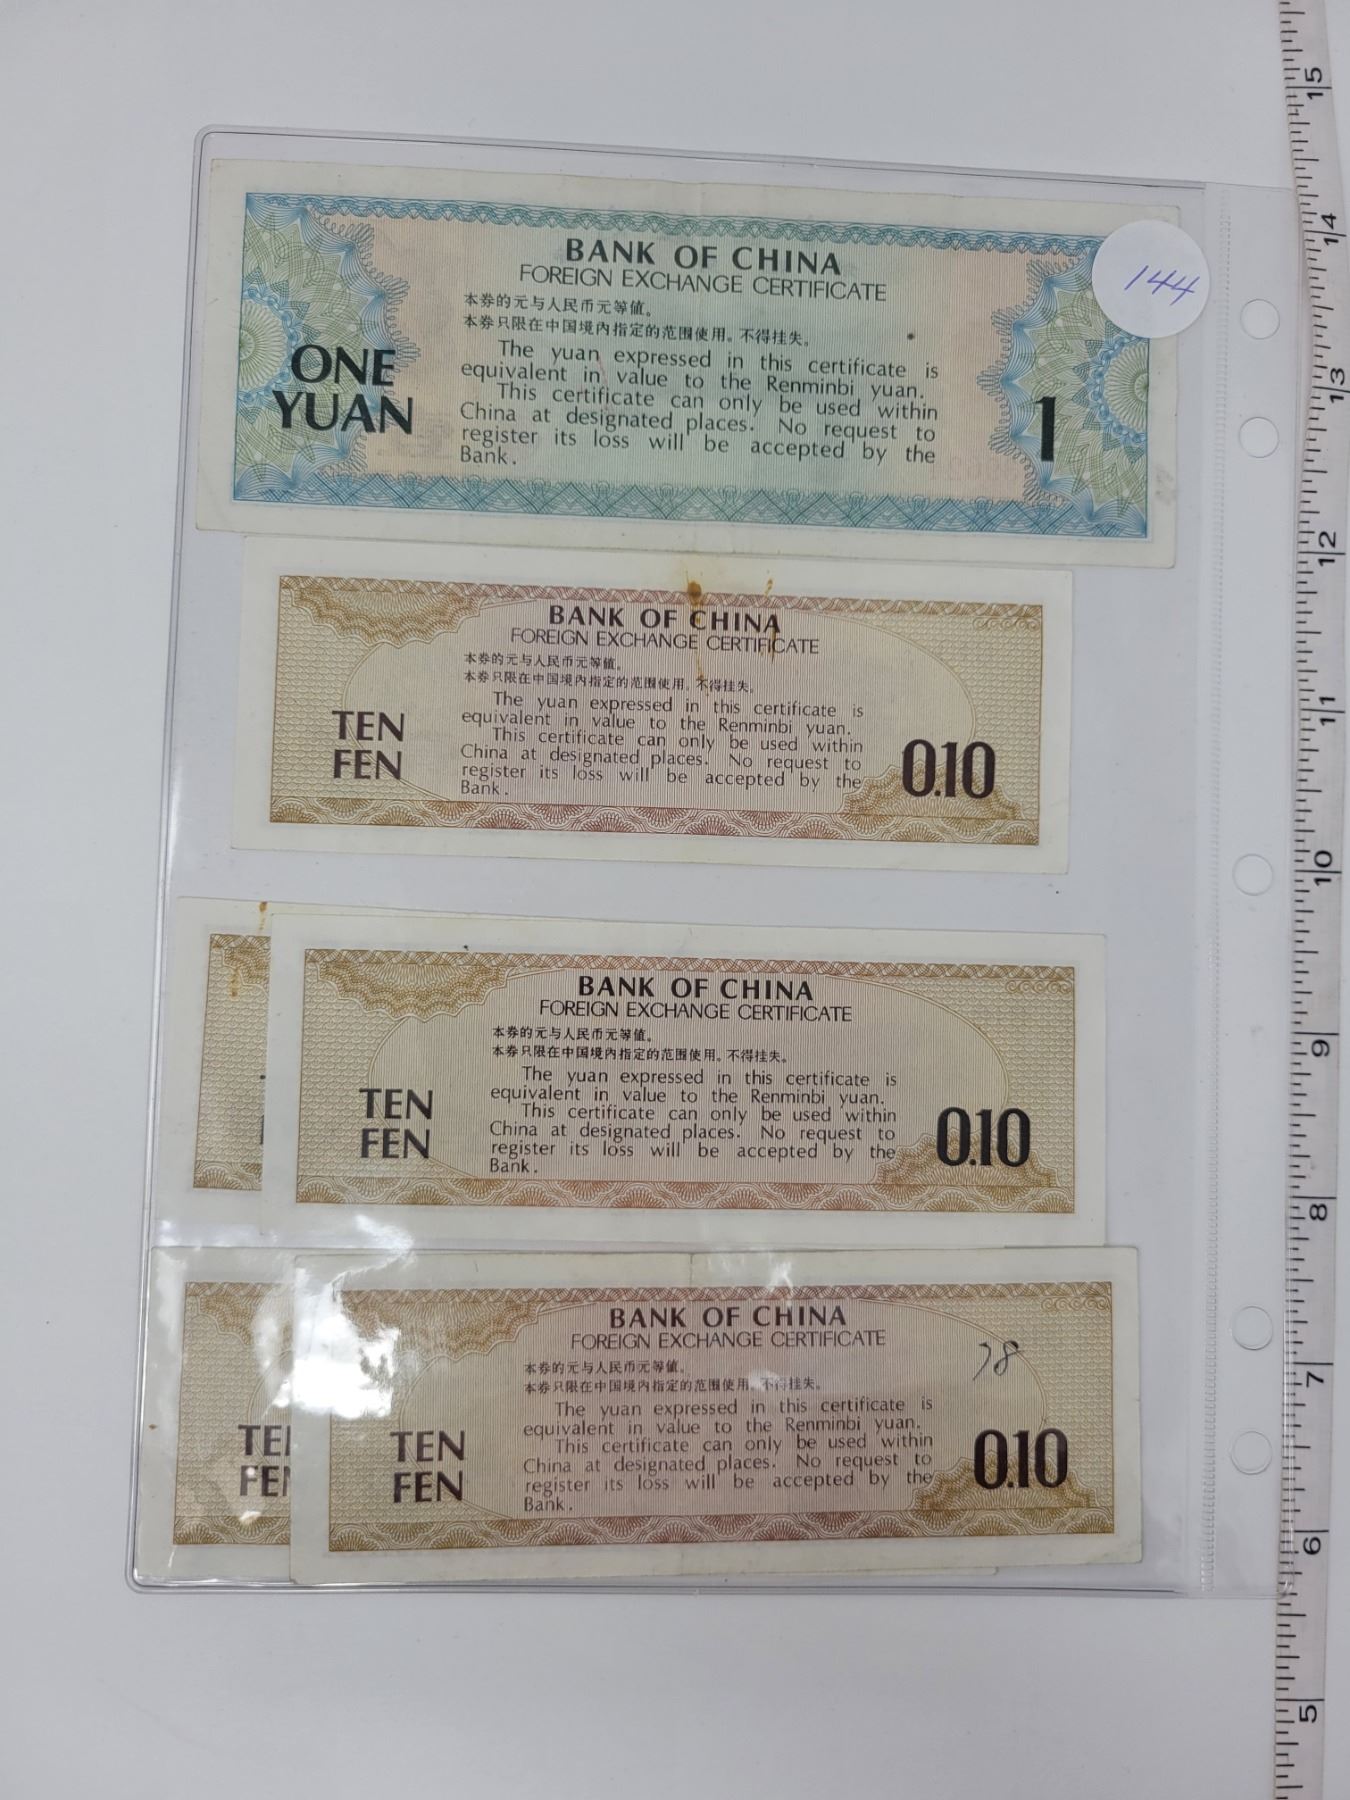 144
BANK OF CHINA
FOREIGN EXCHANGE CERTIFICATE
本券的元与人民币元等值。
本券只限在中国境内指定的范围使用。不得挂失。
The yuan expressed in this certificate is
equivalent in value to the Renminbi yuan.
This certificate can only be used within
China at designated places. No request to
register its loss will be accepted by the
Bank.
ONE
YUAN
1
BANK OF CHINA
FOREIGN EXCHANGE CERTIFICATE
本券的元与人民币元等值。
本券只限在中国境内指定的范围使用。不得挂失。
The yuan expressed in this certificate is
equivalent in value to the Renminbi yuan.
This certificate can only be used within
China at designated places. No request to
register its loss will be accepted by the
Bank.
TEN
FEN
0.10
BANK OF CHINA
FOREIGN EXCHANGE CERTIFICATE
本券的元与人民币元等值。
本券只限在中国境内指定的范围使用。不得挂失。
The yuan expressed in this certificate is
equivalent in value to the Renminbi yuan.
This certificate can only be used within
China at designated places. No request to
register its loss will be accepted by the
Bank.
TEN
FEN
0.10
BANK OF CHINA
FOREIGN EXCHANGE CERTIFICATE
78
本券的元与人民币元等值。
本券只限在中国境内指定的范围使用。不得挂失。
The yuan expressed in this certificate is
equivalent in value to the Renminbi yuan.
This certificate can only be used within
China at designated places. No request to
register its loss will be accepted by the
Bank.
TEN
FEN
0.10
TE
FE
15
14
13
12
11
10
9
8
7
6
5